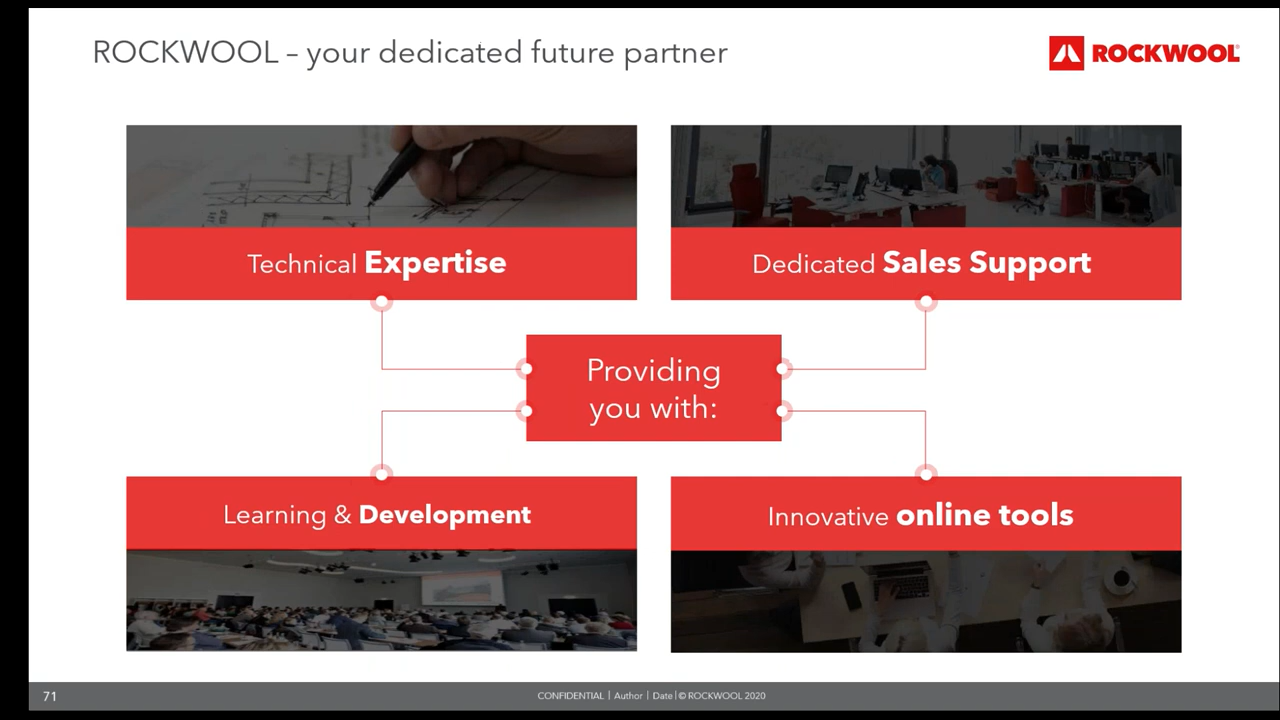 ROCKWOOL – your dedicated future partner
ROCKWOOL®
Technical Expertise
Dedicated Sales Support
Providing
you with:
Learning & Development
Innovative online tools
71
CONFIDENTIAL | Author | Date | © ROCKWOOL 2020